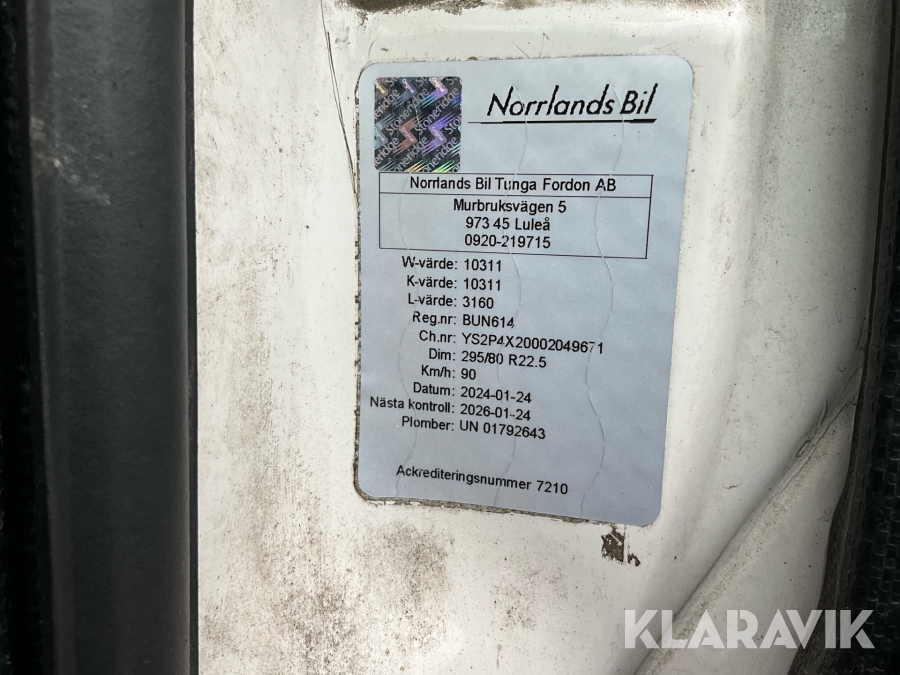 Stoneridge
Norrlands Bil
Norrlands Bil Tunga Fordon AB
Murbruksvägen 5
973 45 Luleå
0920-219715
W-värde: 10311
K-värde: 10311
L-värde: 3160
Reg.nr: BUN614
Ch.nr: YS2P4X20002049671
Dim: 295/80 R22.5
Km/h: 90
Datum: 2024-01-24
Nästa kontroll: 2026-01-24
Plomber: UN 01792643
Ackrediteringsnummer 7210
KLARAVIK